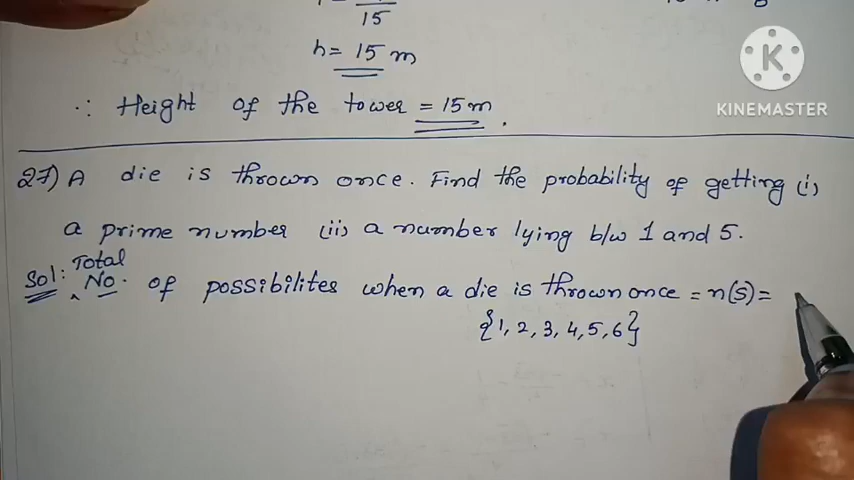 15
h = 15 m
K
KINEMASTER
∴ Height of the tower = 15 m.
27) A die is thrown once. Find the probability of getting (i)
a prime number (ii) a number lying b/w 1 and 5.
Sol: Total No. of possibilites when a die is thrown once = n(S) =
{1, 2, 3, 4, 5, 6}